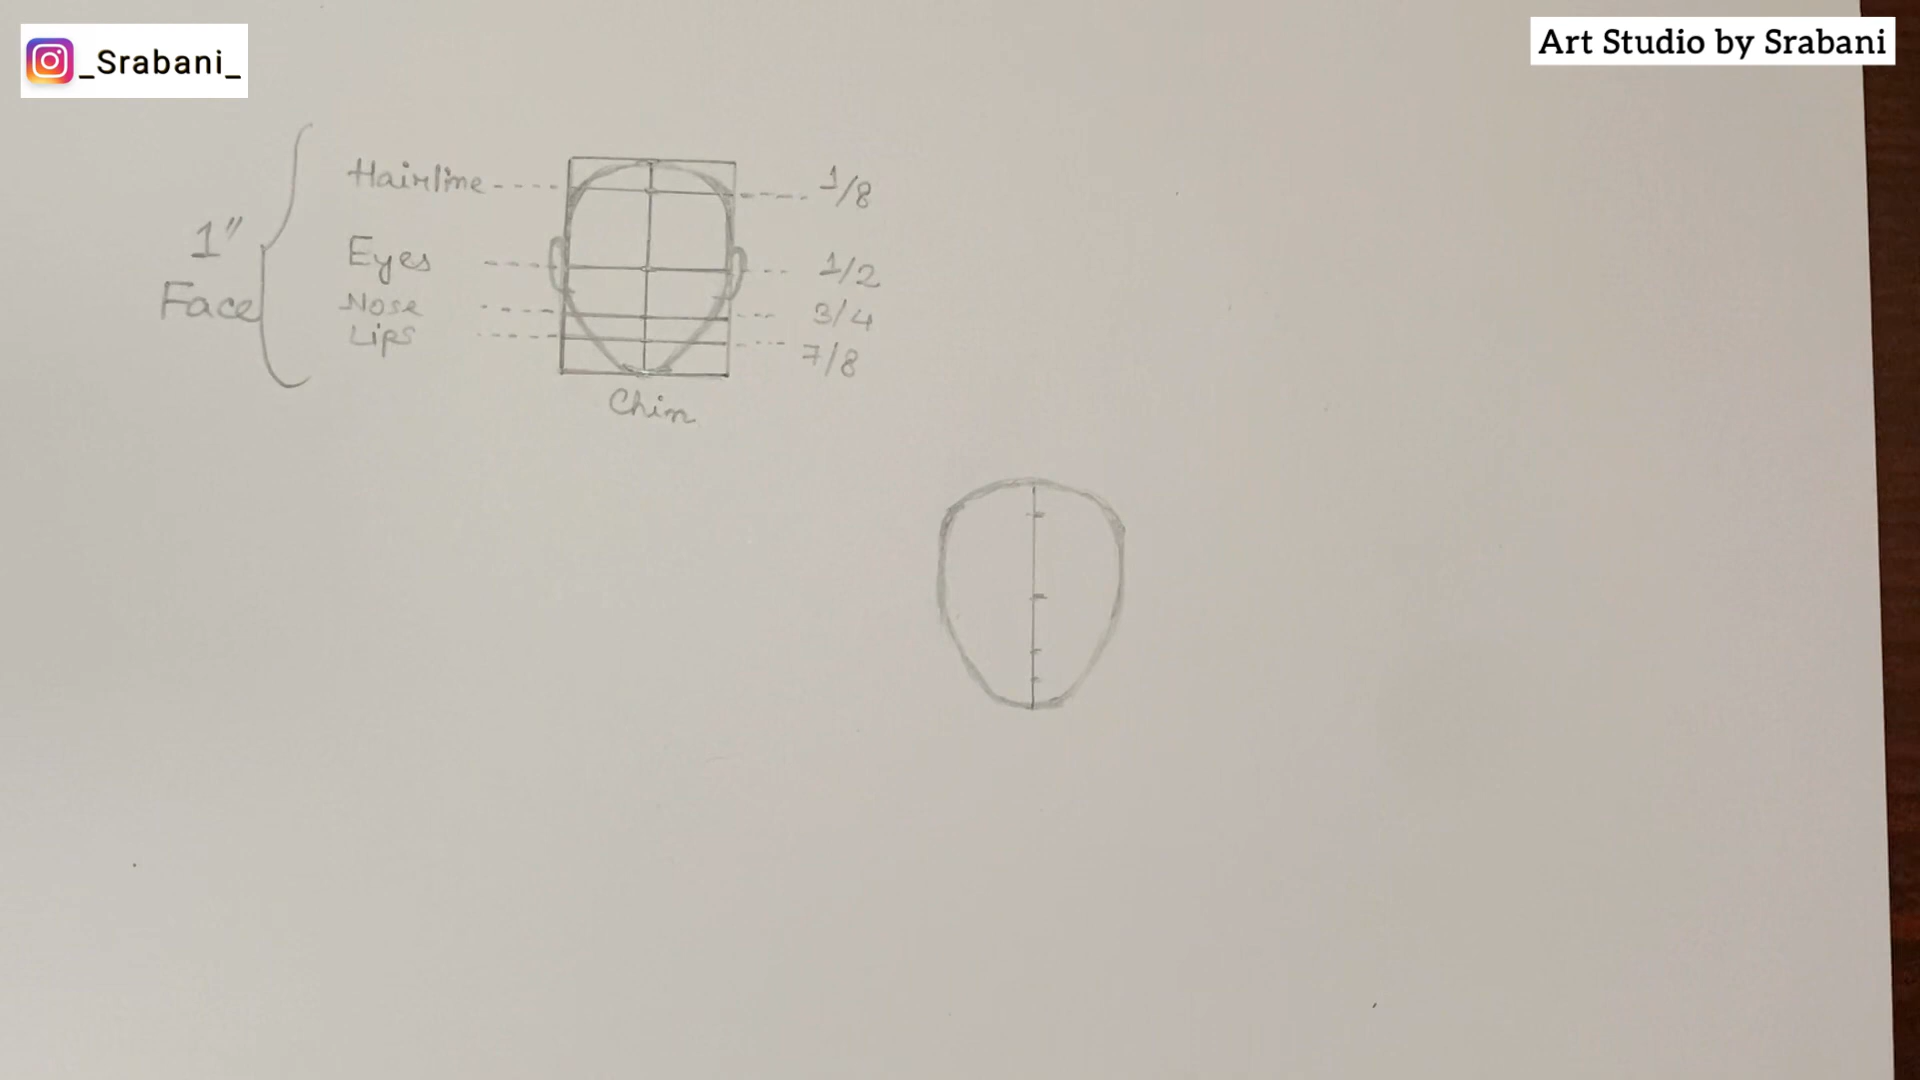 _Srabani_
Art Studio by Srabani
Hairline 1/8
1" Face
Eyes 1/2
Nose 3/4
Lips 7/8
Chin